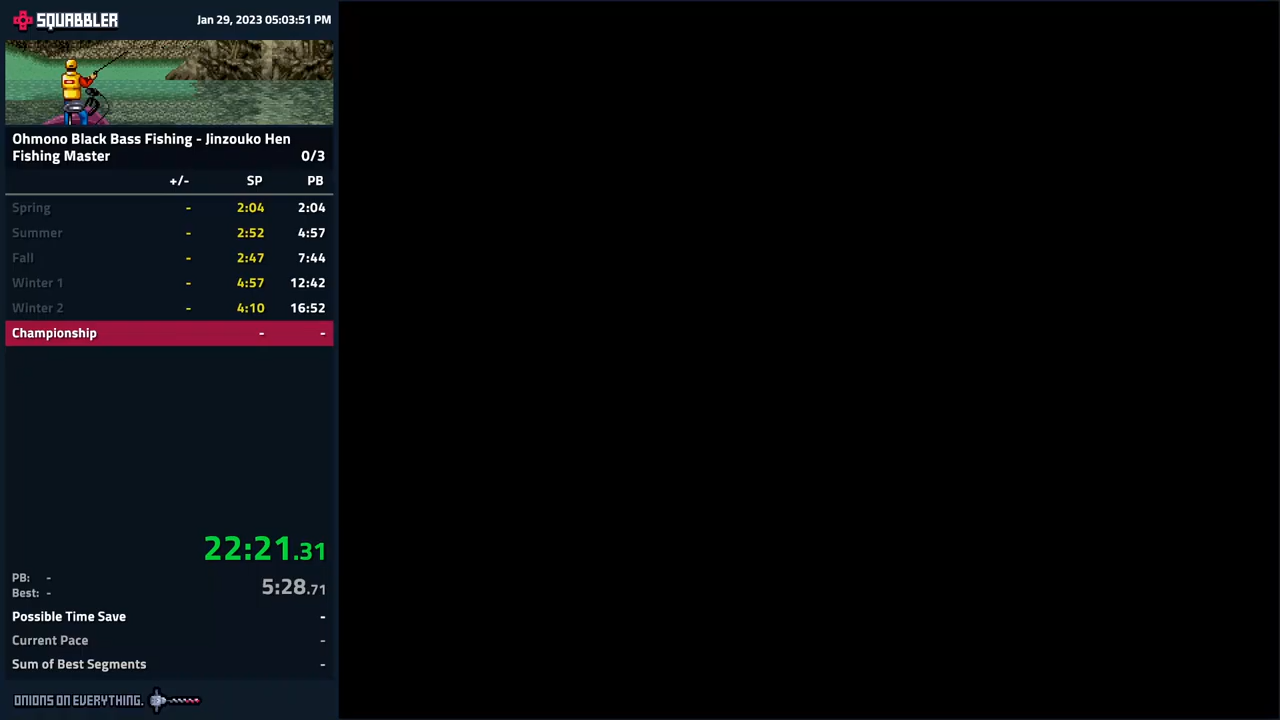 SQUABBLER Jan 29, 2023 05:03:51 PM
Ohmono Black Bass Fishing - Jinzouko Hen
Fishing Master 0/3
+/- SP PB
Spring - 2:04 2:04
Summer - 2:52 4:57
Fall - 2:47 7:44
Winter 1 - 4:57 12:42
Winter 2 - 4:10 16:52
Championship - -
22:21.31
PB: - 5:28.71
Best: -
Possible Time Save -
Current Pace -
Sum of Best Segments -
ONIONS ON EVERYTHING.